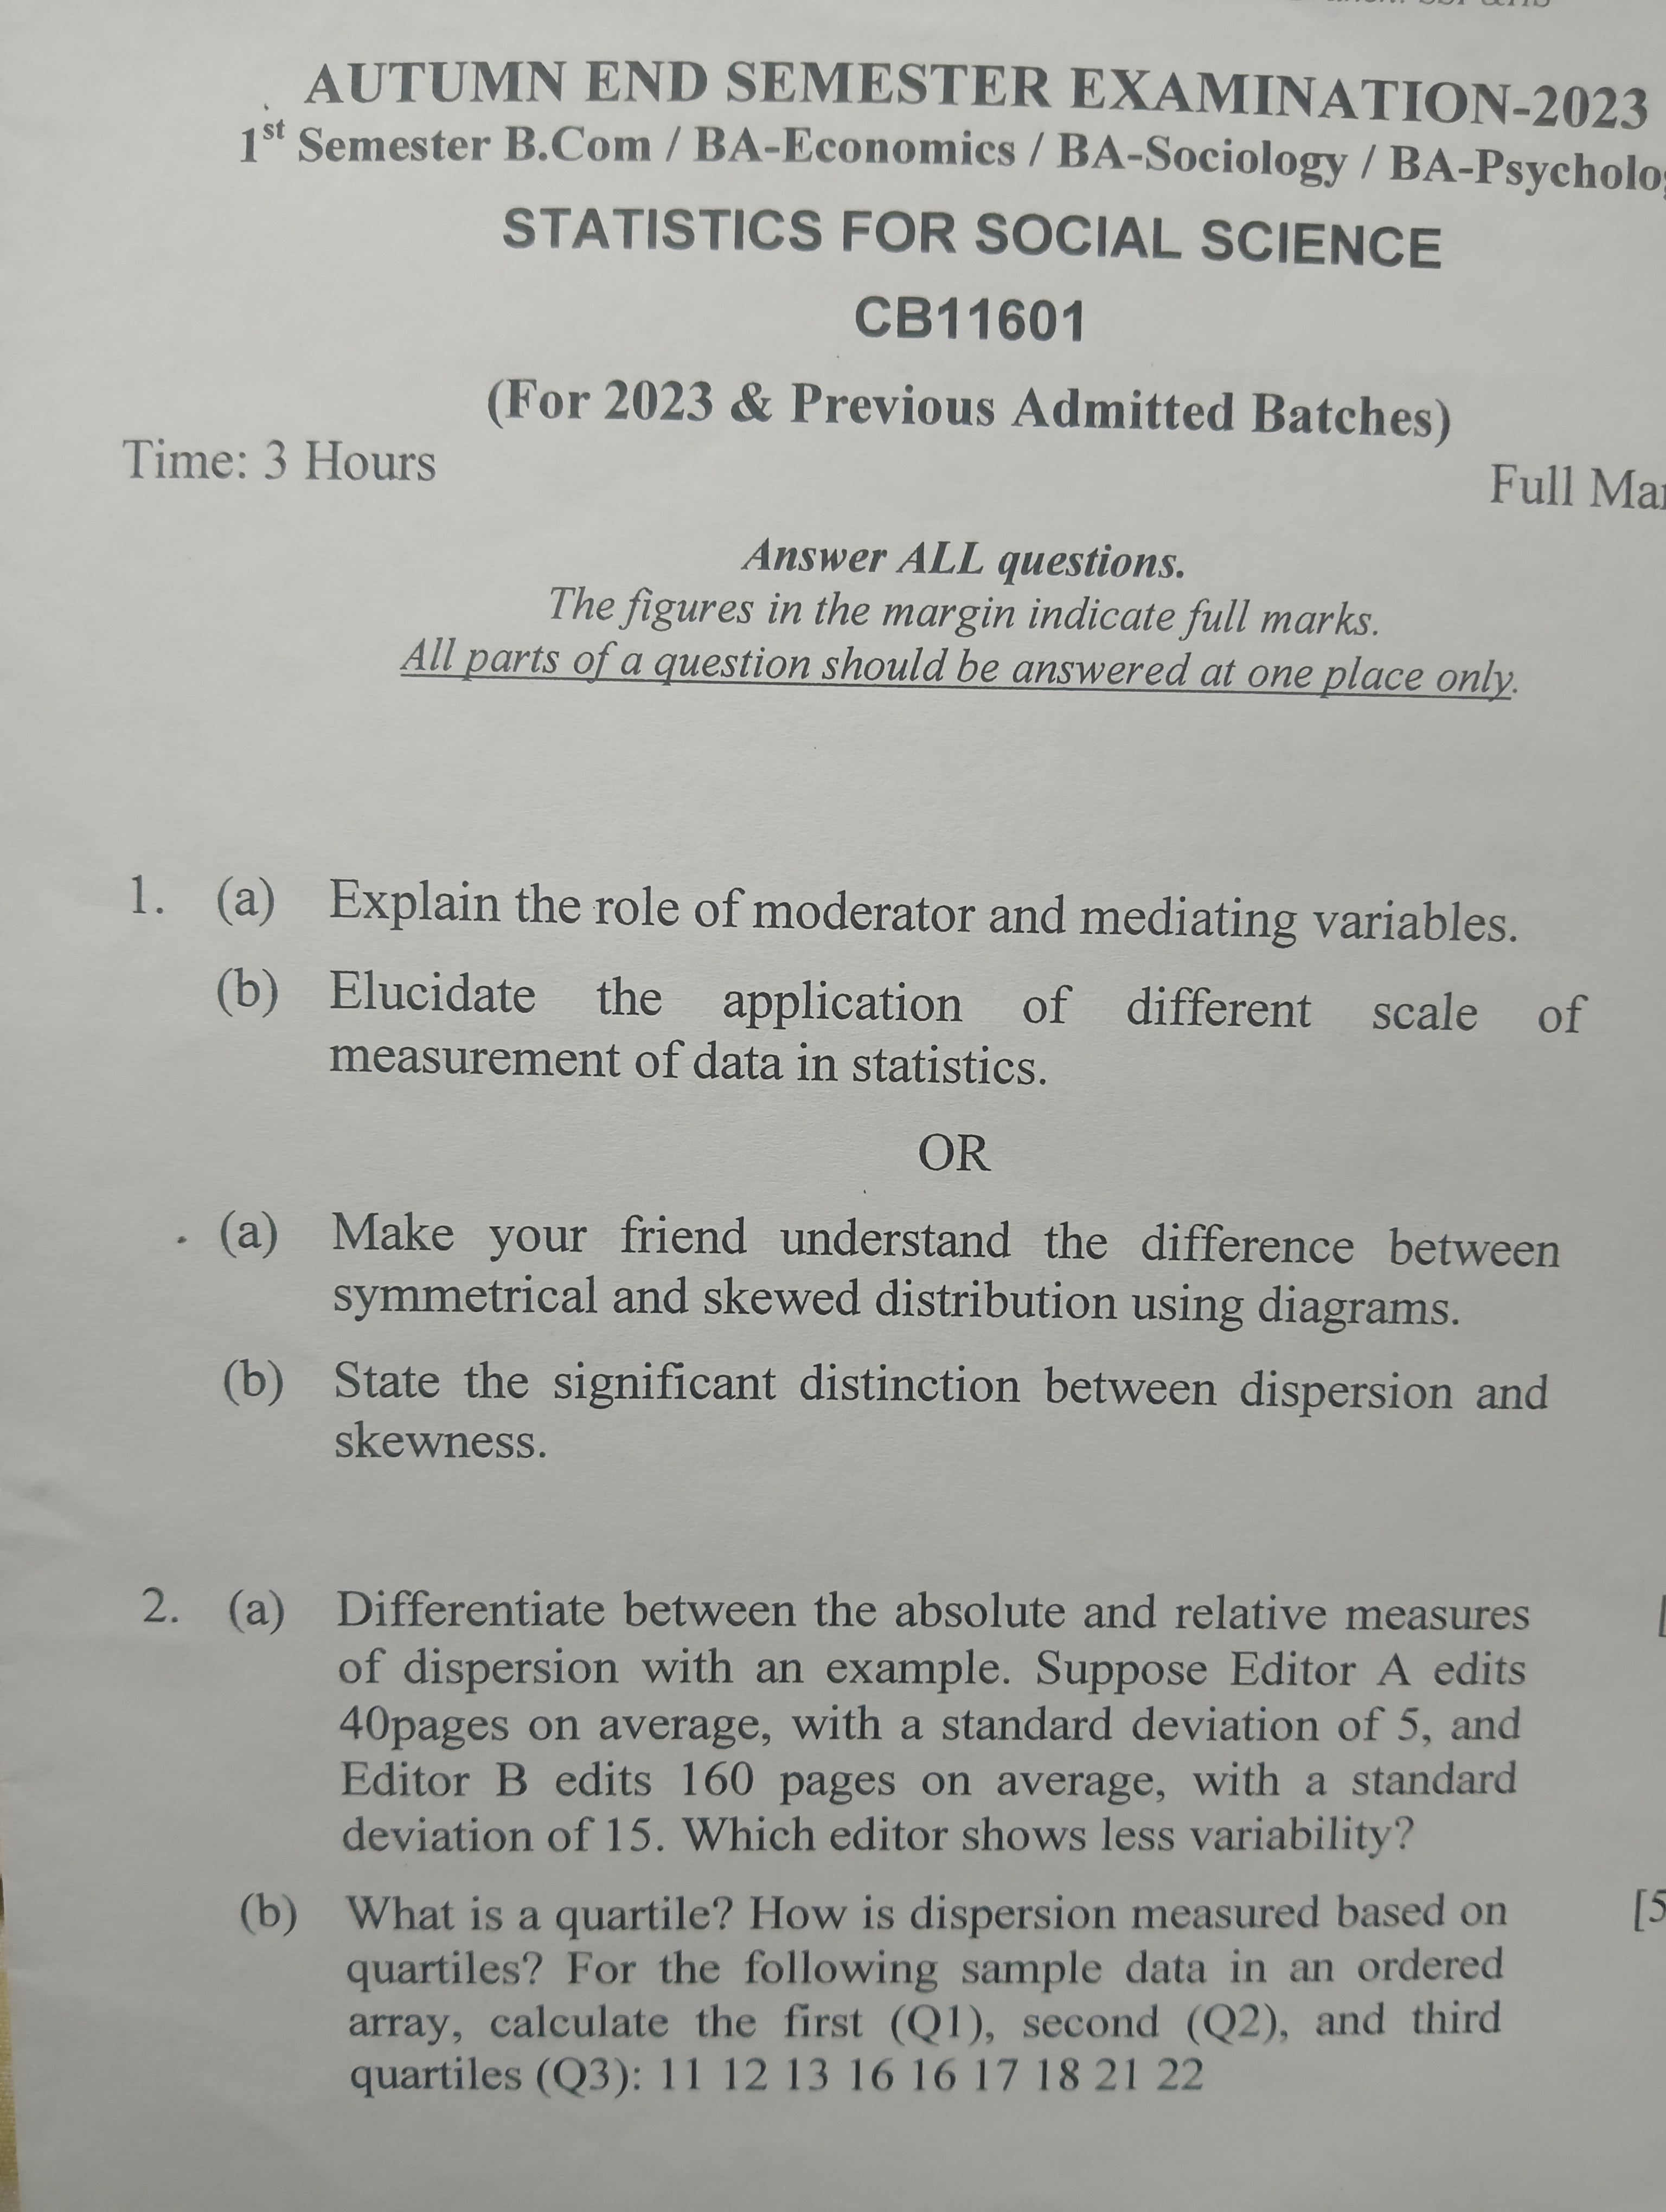 AUTUMN END SEMESTER EXAMINATION-2023
1st Semester B.Com / BA-Economics / BA-Sociology / BA-Psycholo
STATISTICS FOR SOCIAL SCIENCE
CB11601
(For 2023 & Previous Admitted Batches)
Time: 3 Hours
Full Mar
Answer ALL questions.
The figures in the margin indicate full marks.
All parts of a question should be answered at one place only.
1. (a) Explain the role of moderator and mediating variables.
(b) Elucidate the application of different scale of
measurement of data in statistics.
OR
(a) Make your friend understand the difference between
symmetrical and skewed distribution using diagrams.
(b) State the significant distinction between dispersion and
skewness.
2. (a) Differentiate between the absolute and relative measures [
of dispersion with an example. Suppose Editor A edits
40pages on average, with a standard deviation of 5, and
Editor B edits 160 pages on average, with a standard
deviation of 15. Which editor shows less variability?
(b) What is a quartile? How is dispersion measured based on [5
quartiles? For the following sample data in an ordered
array, calculate the first (Q1), second (Q2), and third
quartiles (Q3): 11 12 13 16 16 17 18 21 22